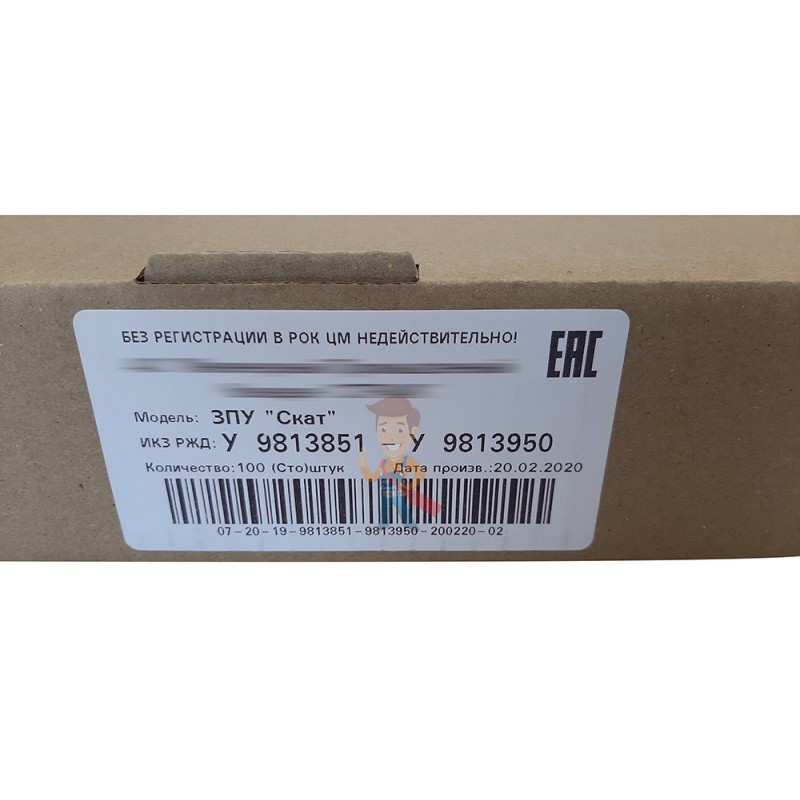 БЕЗ РЕГИСТРАЦИИ В РОК ЦМ НЕДЕЙСТВИТЕЛЬНО!
ЕАС
Модель: ЗПУ "Скат"
ИКЗ РЖД: У 9813851 - У 9813950
Количество:100 (Сто)штук Дата произв.:20.02.2020
07-20-19-9813851-9813950-200220-02